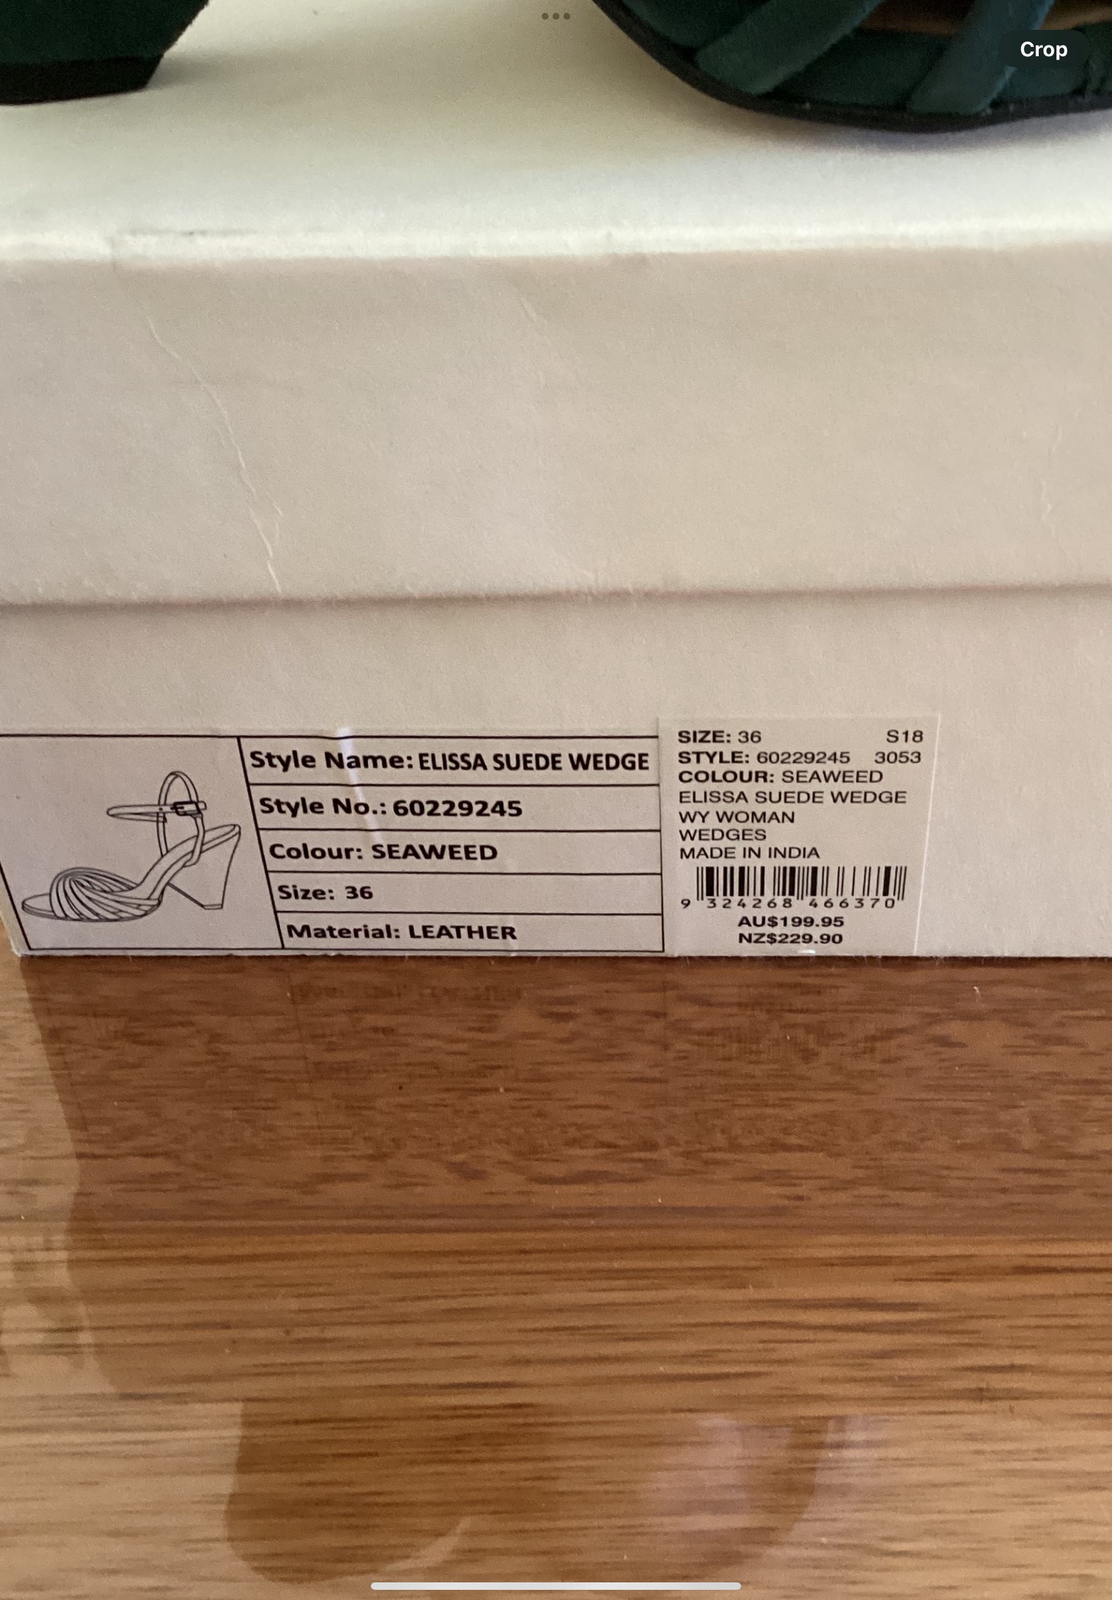 Crop
Style Name: ELISSA SUEDE WEDGE
Style No.: 60229245
Colour: SEAWEED
Size: 36
Material: LEATHER
SIZE: 36 S18
STYLE: 60229245 3053
COLOUR: SEAWEED
ELISSA SUEDE WEDGE
WY WOMAN
WEDGES
MADE IN INDIA
9 324268 466370
AU$199.95
NZ$229.90